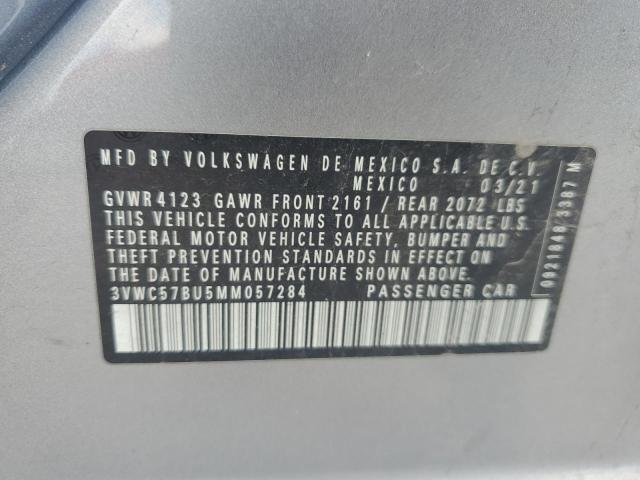 MFD BY VOLKSWAGEN DE MEXICO S.A. DE C.V.
MEXICO 03/21
GVWR 4123 GAWR FRONT 2161 / REAR 2072 LBS
THIS VEHICLE CONFORMS TO ALL APPLICABLE U.S.
FEDERAL MOTOR VEHICLE SAFETY, BUMPER AND
THEFT PREVENTION STANDARDS IN EFFECT ON THE
DATE OF MANUFACTURE SHOWN ABOVE.
3VWC57BU5MM057284 PASSENGER CAR
0921848/3387 M